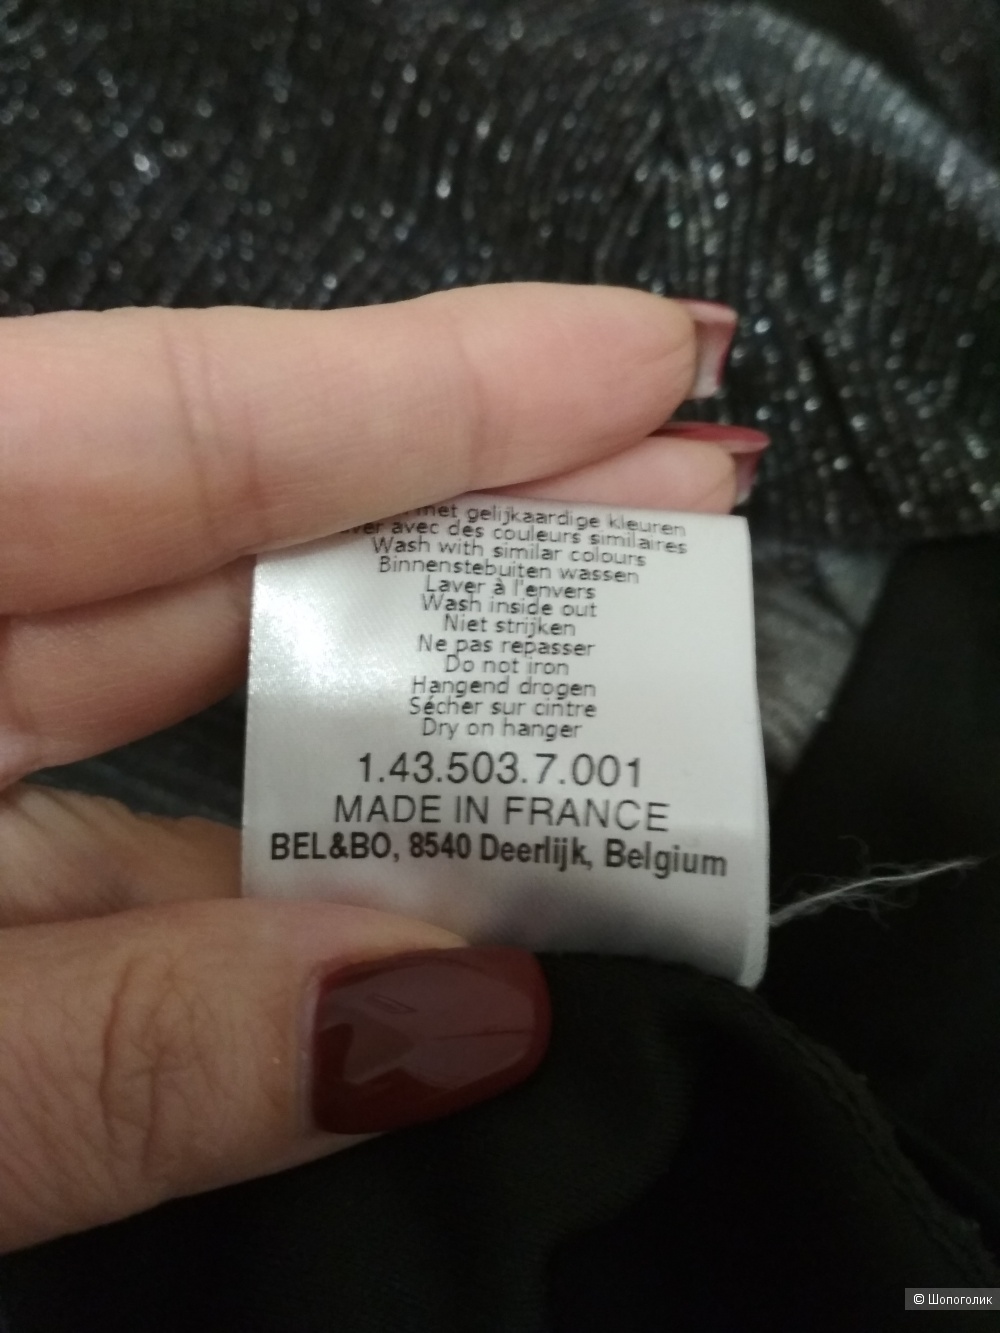 met gelijkaardige kleuren
avec des couleurs similaires
Wash with similar colours
Binnenstebuiten wassen
Laver à l'envers
Wash inside out
Niet strijken
Ne pas repasser
Do not iron
Hangend drogen
Sécher sur cintre
Dry on hanger
1.43.503.7.001
MADE IN FRANCE
BEL&BO, 8540 Deerlijk, Belgium
© Шопоголик